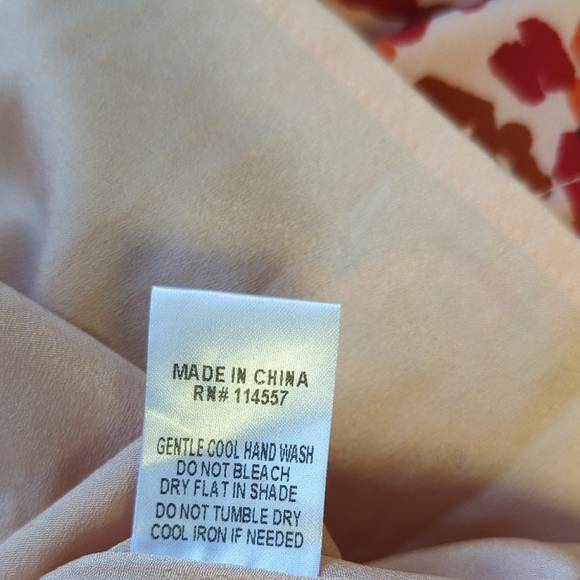 MADE IN CHINA
RN# 114557
GENTLE COOL HAND WASH
DO NOT BLEACH
DRY FLAT IN SHADE
DO NOT TUMBLE DRY
COOL IRON IF NEEDED